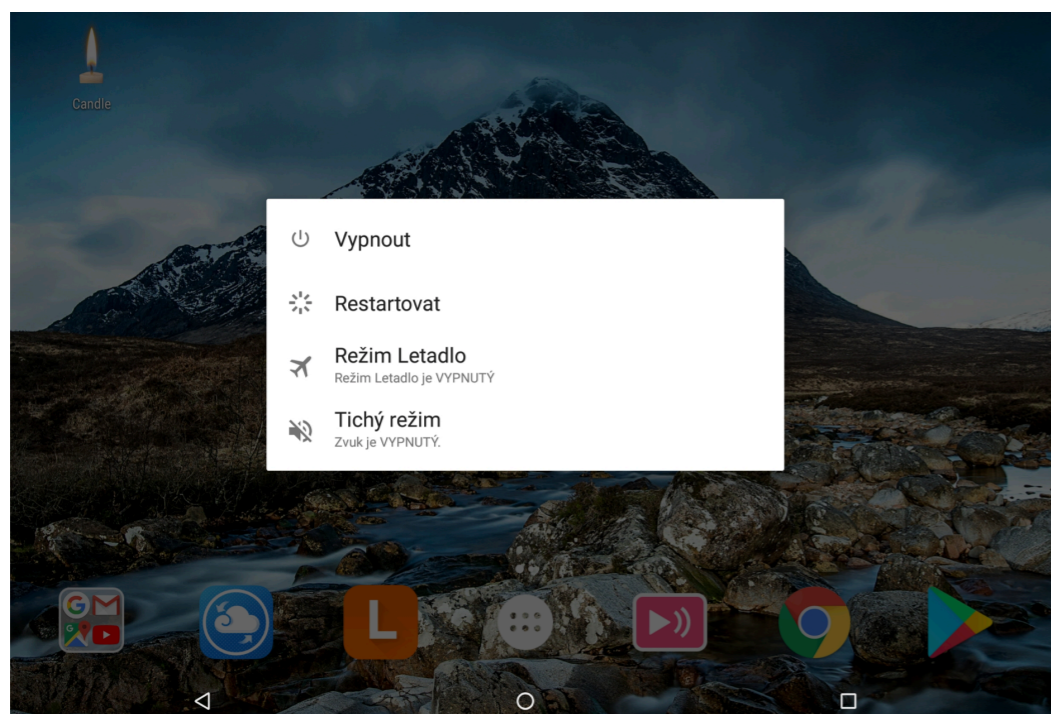 Candle
Vypnout
Restartovat
Režim Letadlo
Režim Letadlo je VYPNUTÝ
Tichý režim
Zvuk je VYPNUTÝ.
G
L